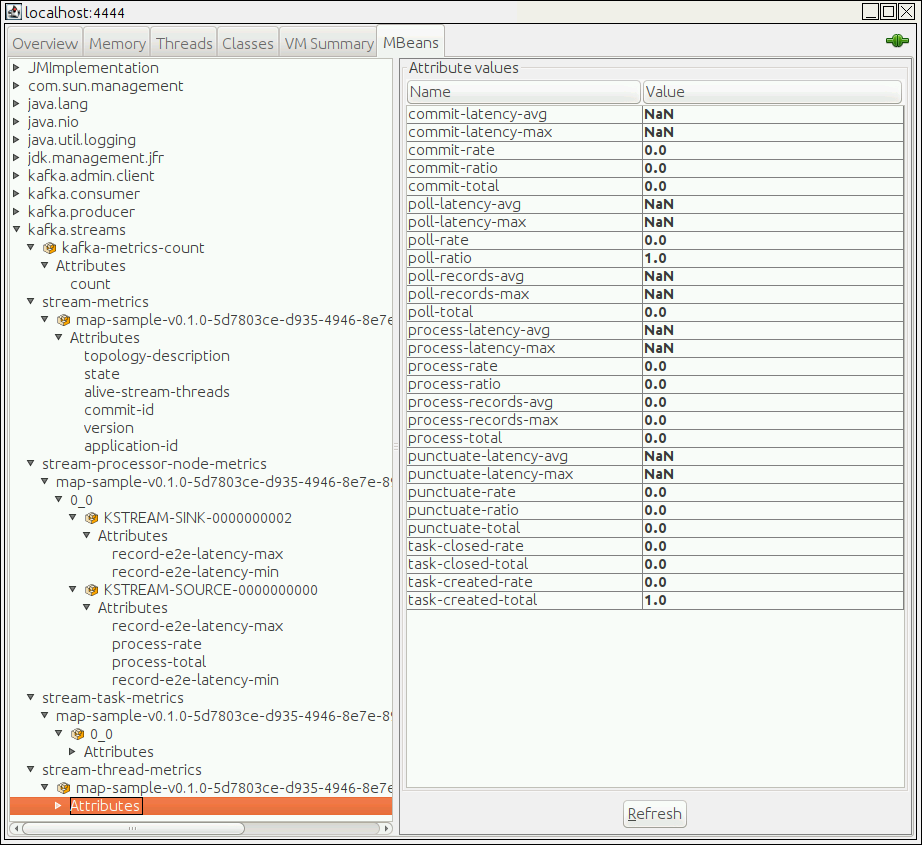 localhost:4444
Overview Memory Threads Classes VM Summary MBeans
JMImplementation
com.sun.management
java.lang
java.nio
java.util.logging
jdk.management.jfr
kafka.admin.client
kafka.consumer
kafka.producer
kafka.streams
kafka-metrics-count
Attributes
count
stream-metrics
map-sample-v0.1.0-5d7803ce-d935-4946-8e7e
Attributes
topology-description
state
alive-stream-threads
commit-id
version
application-id
stream-processor-node-metrics
map-sample-v0.1.0-5d7803ce-d935-4946-8e7e-89
0_0
KSTREAM-SINK-0000000002
Attributes
record-e2e-latency-max
record-e2e-latency-min
KSTREAM-SOURCE-0000000000
Attributes
record-e2e-latency-max
process-rate
process-total
record-e2e-latency-min
stream-task-metrics
map-sample-v0.1.0-5d7803ce-d935-4946-8e7e-89
0_0
Attributes
stream-thread-metrics
map-sample-v0.1.0-5d7803ce-d935-4946-8e7e
Attributes
Attribute values
Name Value
commit-latency-avg NaN
commit-latency-max NaN
commit-rate 0.0
commit-ratio 0.0
commit-total 0.0
poll-latency-avg NaN
poll-latency-max NaN
poll-rate 0.0
poll-ratio 1.0
poll-records-avg NaN
poll-records-max NaN
poll-total 0.0
process-latency-avg NaN
process-latency-max NaN
process-rate 0.0
process-ratio 0.0
process-records-avg 0.0
process-records-max 0.0
process-total 0.0
punctuate-latency-avg NaN
punctuate-latency-max NaN
punctuate-rate 0.0
punctuate-ratio 0.0
punctuate-total 0.0
task-closed-rate 0.0
task-closed-total 0.0
task-created-rate 0.0
task-created-total 1.0
Refresh